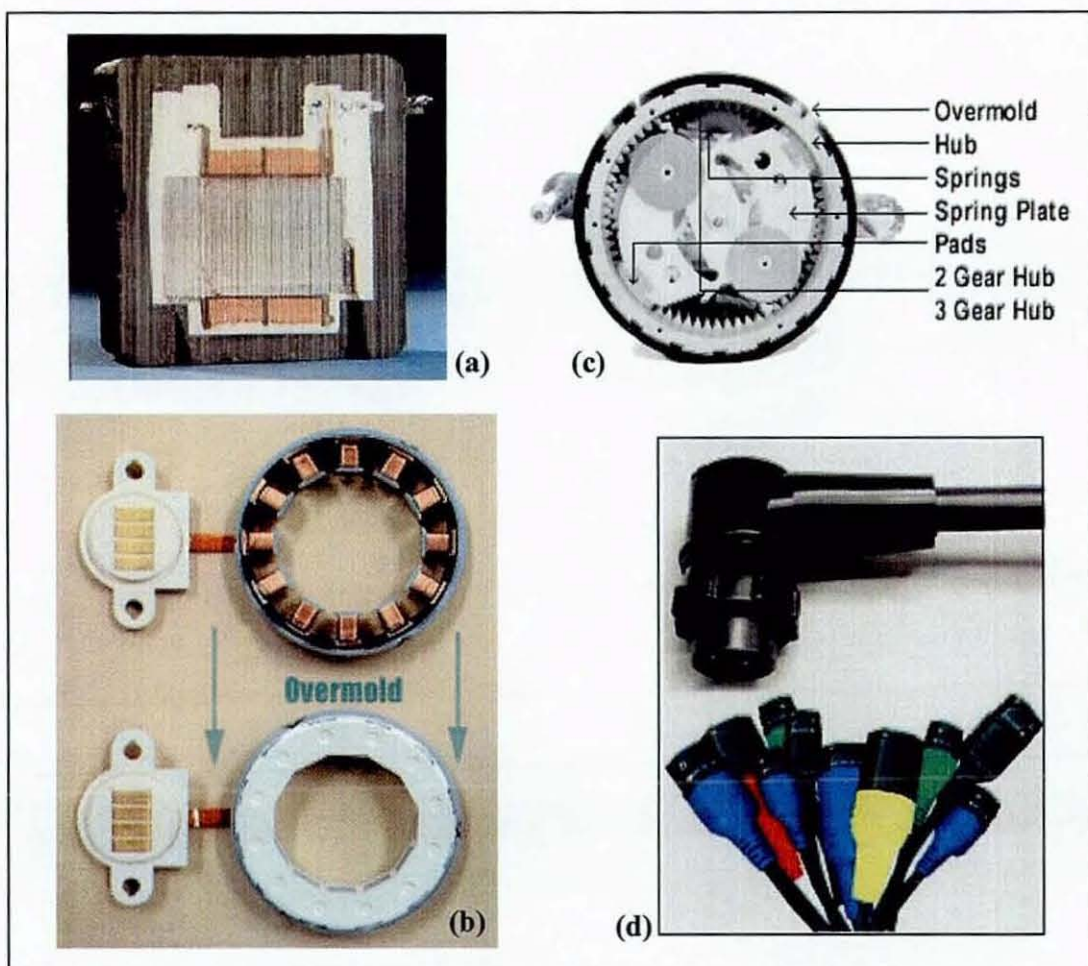 (a)
(c)
Overmold
Hub
Springs
Spring Plate
Pads
2 Gear Hub
3 Gear Hub
Overmold
(b)
(d)